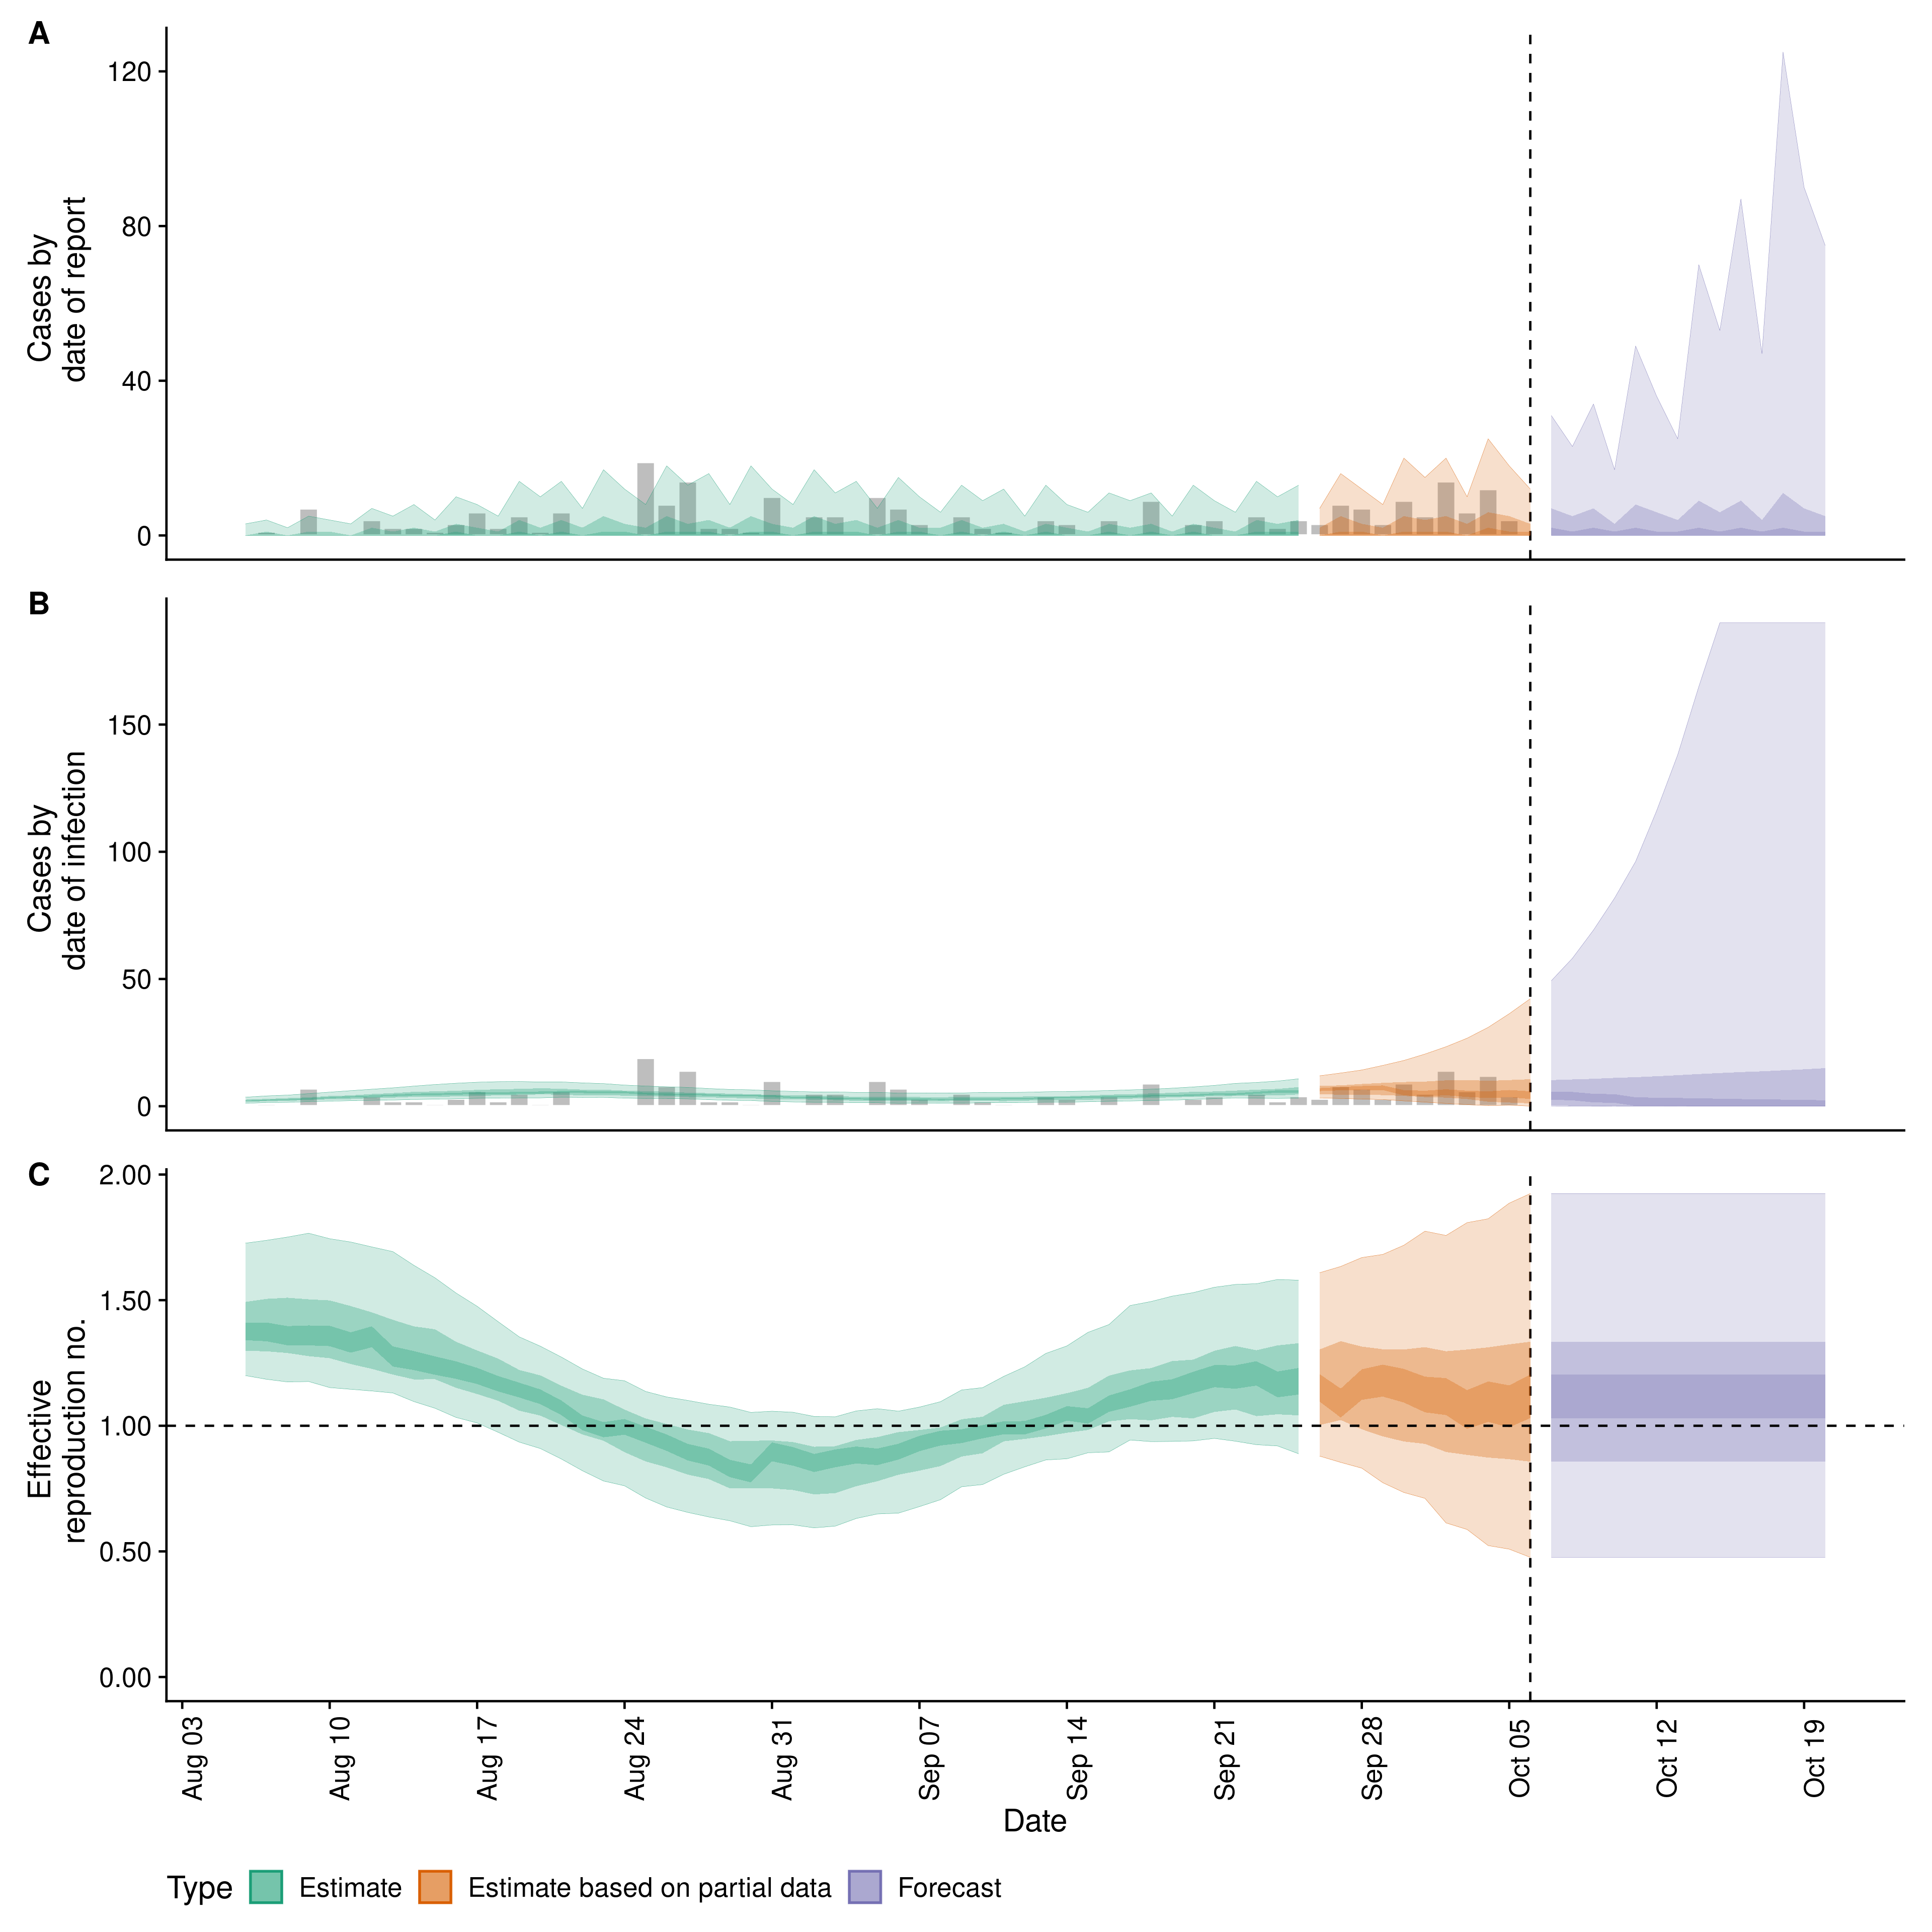 A
120
80
40
0
Cases by
date of report
B
150
100
50
0
Cases by
date of infection
C
2.00
1.50
1.00
0.50
0.00
Effective
reproduction no.
Aug 03
Aug 10
Aug 17
Aug 24
Aug 31
Sep 07
Sep 14
Sep 21
Sep 28
Oct 05
Oct 12
Oct 19
Date
Type Estimate Estimate based on partial data Forecast